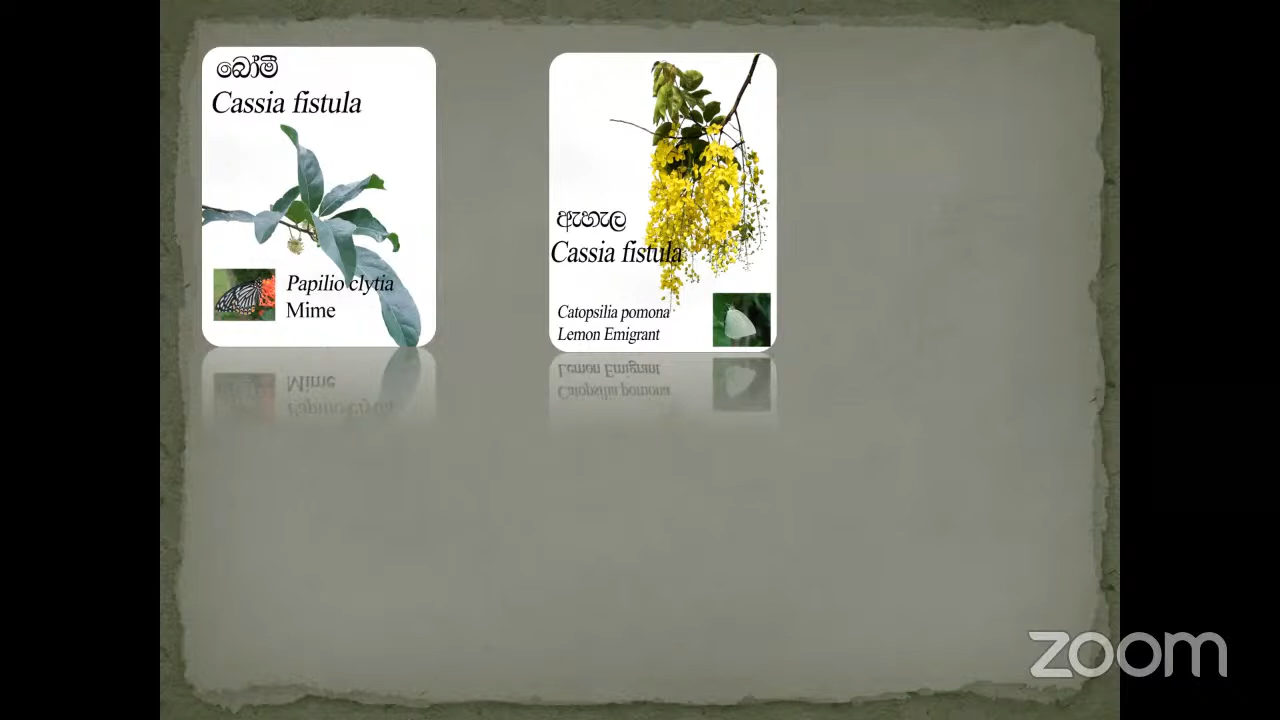 බෝමී
Cassia fistula
Papilio clytia
Mime
ඇහැල
Cassia fistula
Catopsilia pomona
Lemon Emigrant
zoom